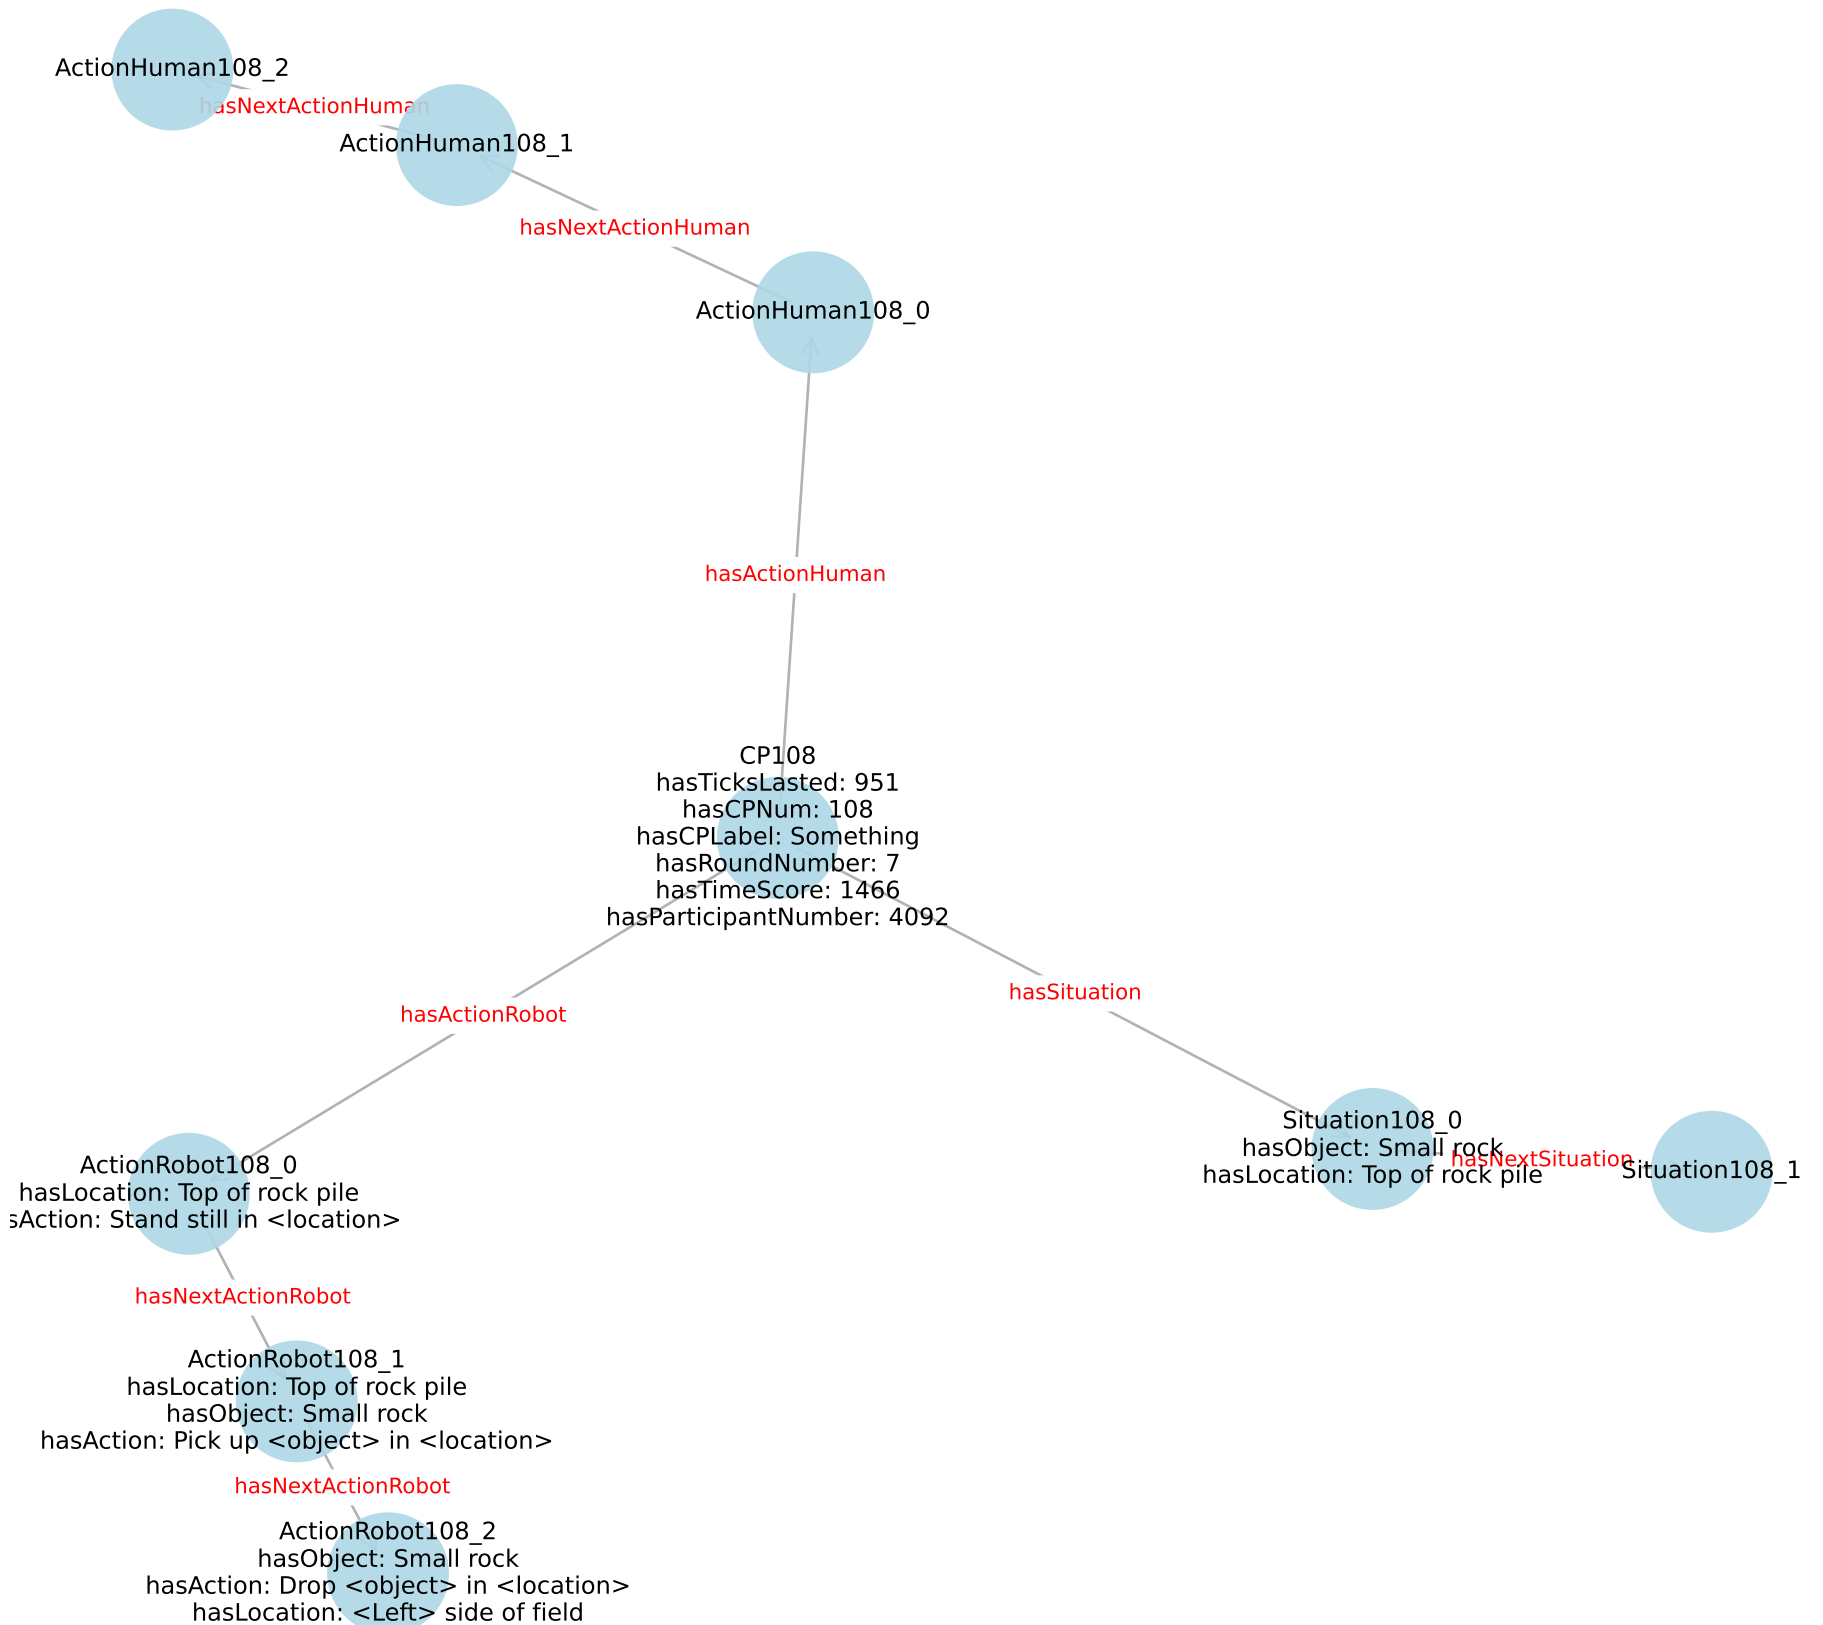 ActionHuman108_2
hasNextActionHuman
ActionHuman108_1
hasNextActionHuman
ActionHuman108_0
hasActionHuman
CP108
hasTicksLasted: 951
hasCPNum: 108
hasCPLabel: Something
hasRoundNumber: 7
hasTimeScore: 1466
hasParticipantNumber: 4092
hasSituation
hasActionRobot
Situation108_0
hasObject: Small rock
hasLocation: Top of rock pile
hasNextSituation
Situation108_1
ActionRobot108_0
hasLocation: Top of rock pile
sAction: Stand still in <location>
hasNextActionRobot
ActionRobot108_1
hasLocation: Top of rock pile
hasObject: Small rock
hasAction: Pick up <object> in <location>
hasNextActionRobot
ActionRobot108_2
hasObject: Small rock
hasAction: Drop <object> in <location>
hasLocation: <Left> side of field